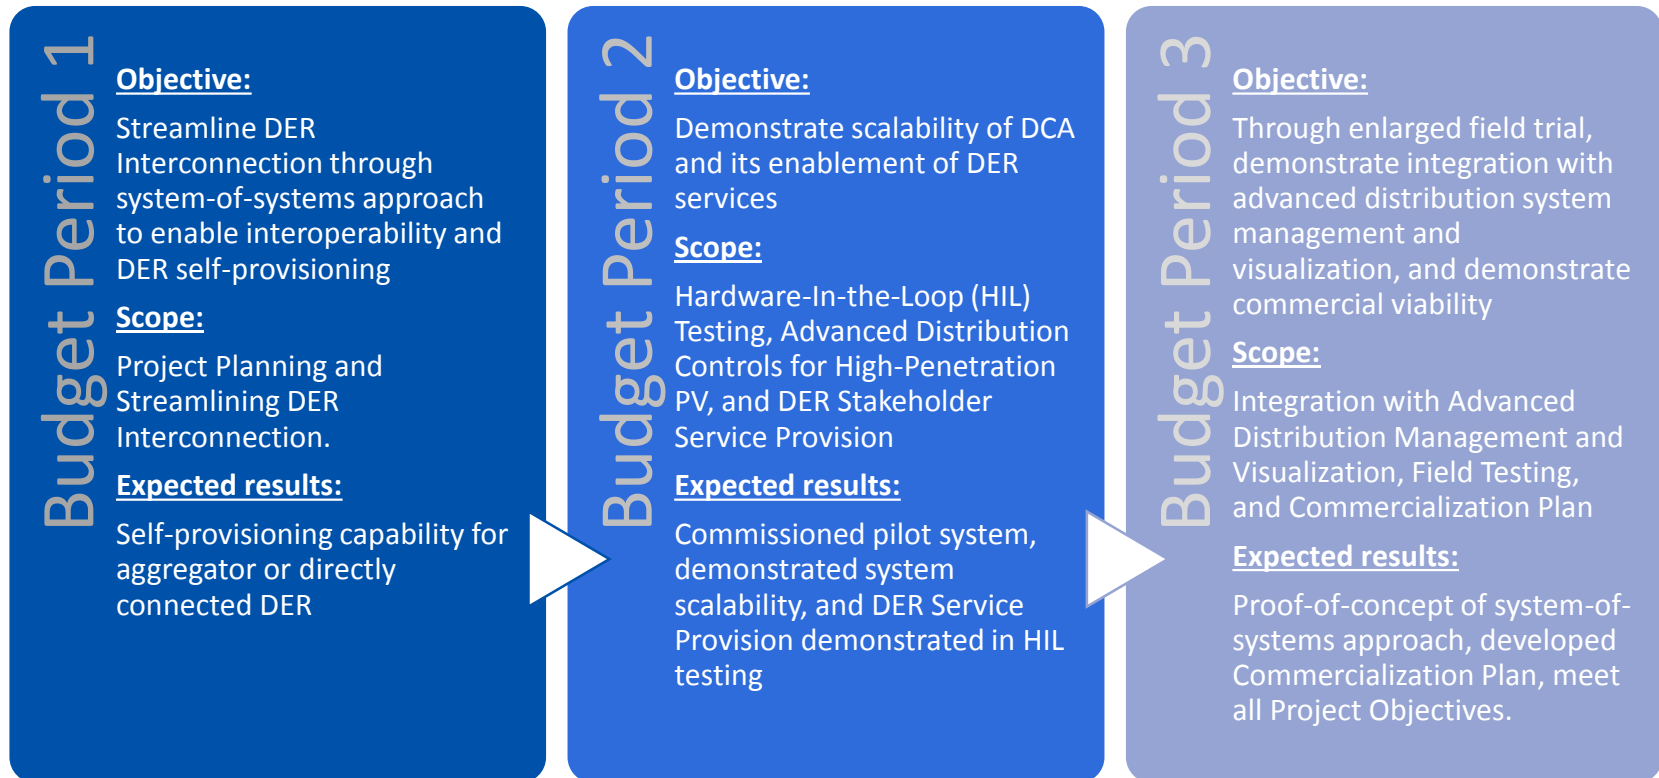 Budget Period 1
Objective:
Streamline DER
Interconnection through
system-of-systems approach
to enable interoperability and
DER self-provisioning
Scope:
Project Planning and
Streamlining DER
Interconnection.
Expected results:
Self-provisioning capability for
aggregator or directly
connected DER
Budget Period 2
Objective:
Demonstrate scalability of DCA
and its enablement of DER
services
Scope:
Hardware-In-the-Loop (HIL)
Testing, Advanced Distribution
Controls for High-Penetration
PV, and DER Stakeholder
Service Provision
Expected results:
Commissioned pilot system,
demonstrated system
scalability, and DER Service
Provision demonstrated in HIL
testing
Budget Period 3
Objective:
Through enlarged field trial,
demonstrate integration with
advanced distribution system
management and
visualization, and demonstrate
commercial viability
Scope:
Integration with Advanced
Distribution Management and
Visualization, Field Testing,
and Commercialization Plan
Expected results:
Proof-of-concept of system-of-
systems approach, developed
Commercialization Plan, meet
all Project Objectives.